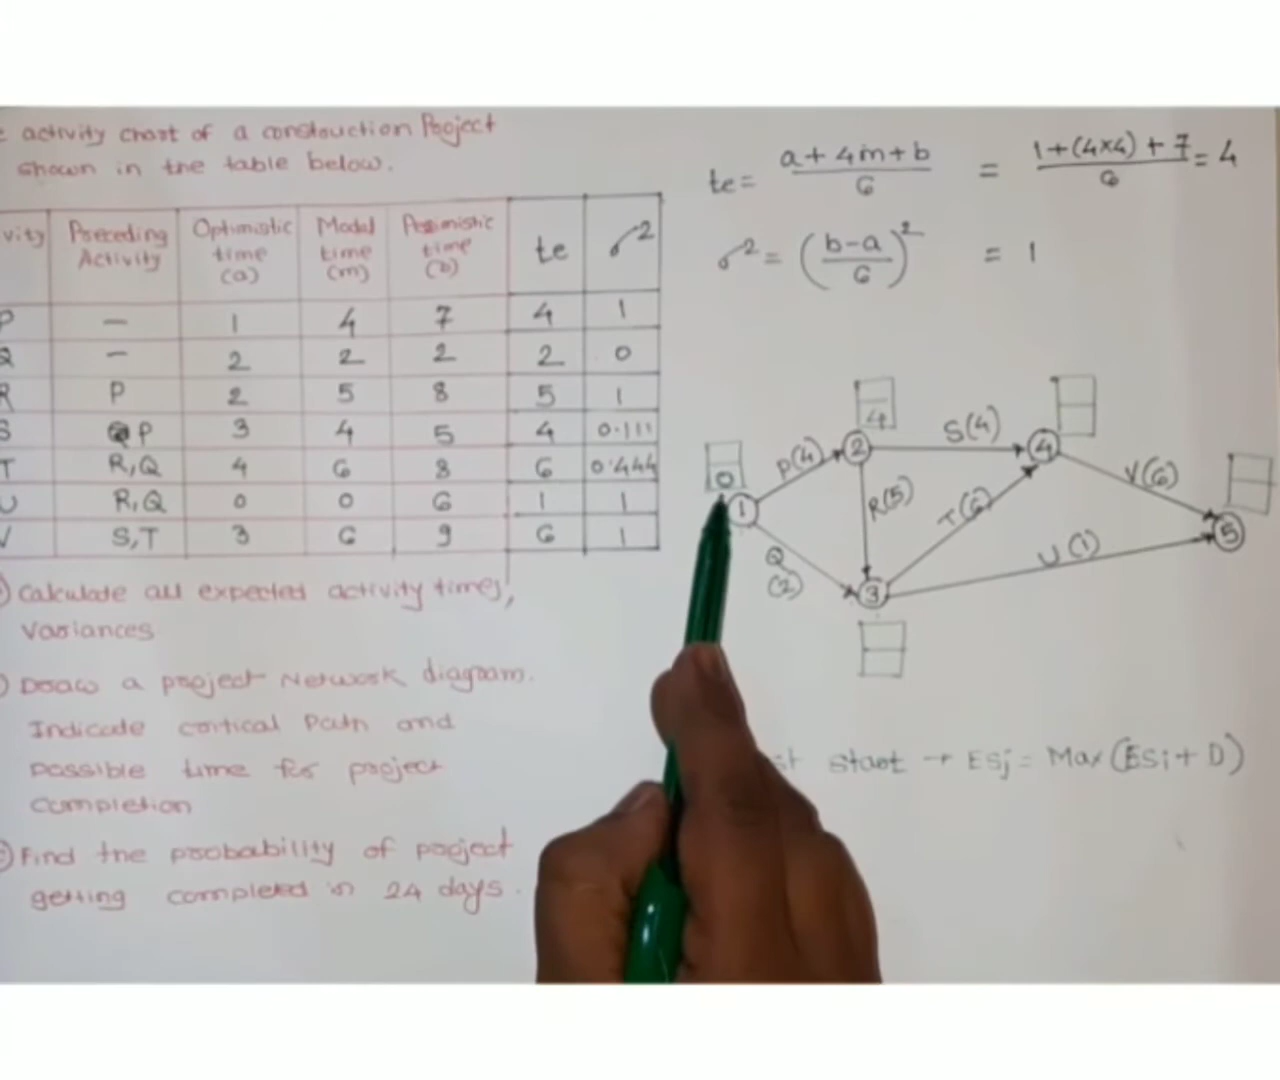 activity chart of a construction Project
shown in the table below.
vity | Preceding Activity | Optimistic time (a) | Modal time (m) | Pessimistic time (b) | te | σ2
P | — | 1 | 4 | 7 | 4 | 1
Q | — | 2 | 2 | 2 | 2 | 0
R | P | 2 | 5 | 8 | 5 | 1
S | P | 3 | 4 | 5 | 4 | 0.111
T | R,Q | 4 | 6 | 8 | 6 | 0.444
U | R,Q | 0 | 0 | 6 | 1 | 1
V | S,T | 3 | 6 | 9 | 6 | 1
) Calculate all expected activity times,
Variances
) Draw a project Network diagram.
Indicate critical Path and
possible time for project
completion
) Find the probability of project
getting completed in 24 days.
te = a+4m+b / 6 = 1+(4×4)+7 / 6 = 4
σ2 = (b-a / 6)2 = 1
0
1
P(4)
4
2
S(4)
4
V(6)
5
R(5)
T(6)
U(1)
Q
(2)
3
st start → ESj = Max(ESi + D)